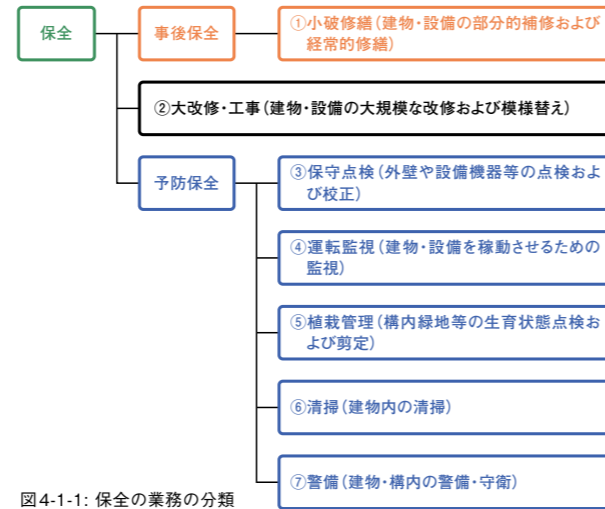 保全
事後保全
①小破修繕（建物・設備の部分的補修および
経常的修繕）
②大改修・工事（建物・設備の大規模な改修および模様替え）
予防保全
③保守点検（外壁や設備機器等の点検およ
び校正）
④運転監視（建物・設備を稼動させるための
監視）
⑤植栽管理（構内緑地等の生育状態点検お
よび剪定）
⑥清掃（建物内の清掃）
⑦警備（建物・構内の警備・守衛）
図4-1-1: 保全の業務の分類